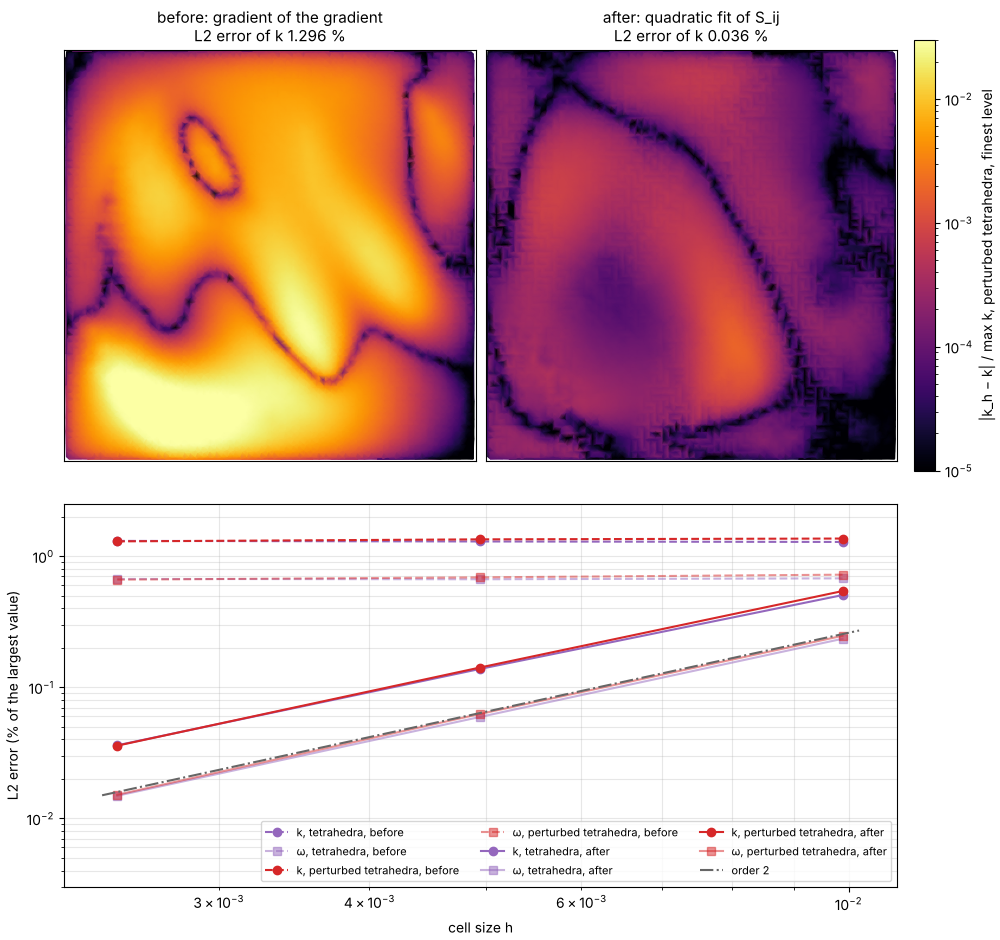 before: gradient of the gradient
L2 error of k 1.296 %
after: quadratic fit of S_ij
L2 error of k 0.036 %
10⁻²
10⁻³
10⁻⁴
10⁻⁵
|k_h − k| / max k, perturbed tetrahedra, finest level
10⁰
10⁻¹
10⁻²
L2 error (% of the largest value)
k, tetrahedra, before
ω, tetrahedra, before
k, perturbed tetrahedra, before
ω, perturbed tetrahedra, before
k, tetrahedra, after
ω, tetrahedra, after
k, perturbed tetrahedra, after
ω, perturbed tetrahedra, after
order 2
3 × 10⁻³
4 × 10⁻³
6 × 10⁻³
10⁻²
cell size h